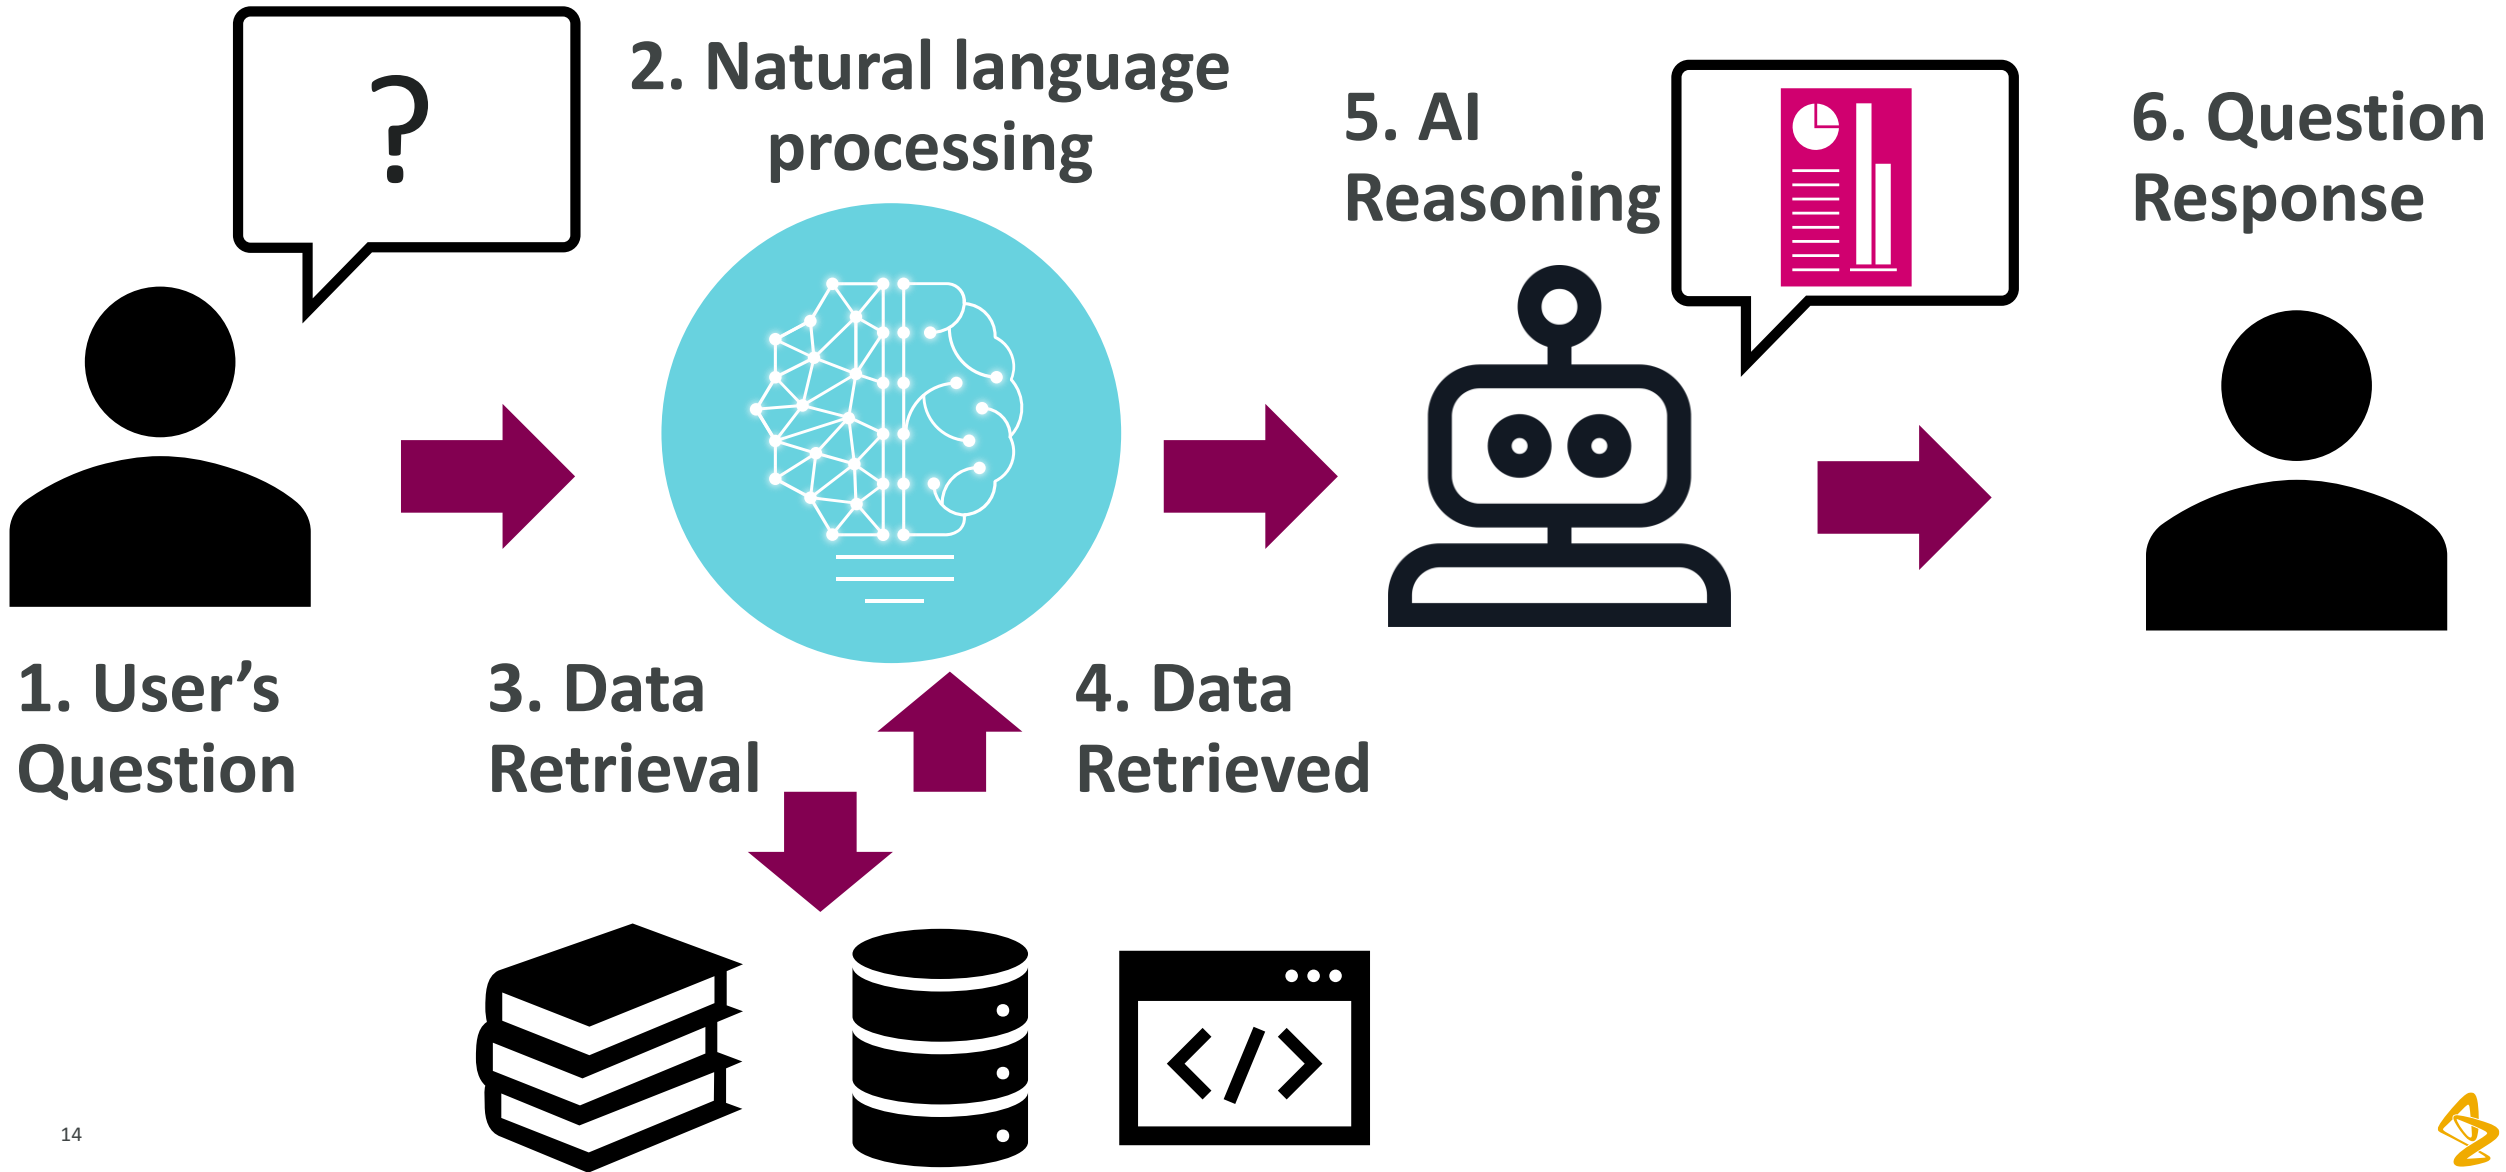 ?
1. User’s
Question
2. Natural language
processing
3. Data
Retrieval
4. Data
Retrieved
5. AI
Reasoning
6. Question
Response
</>
14